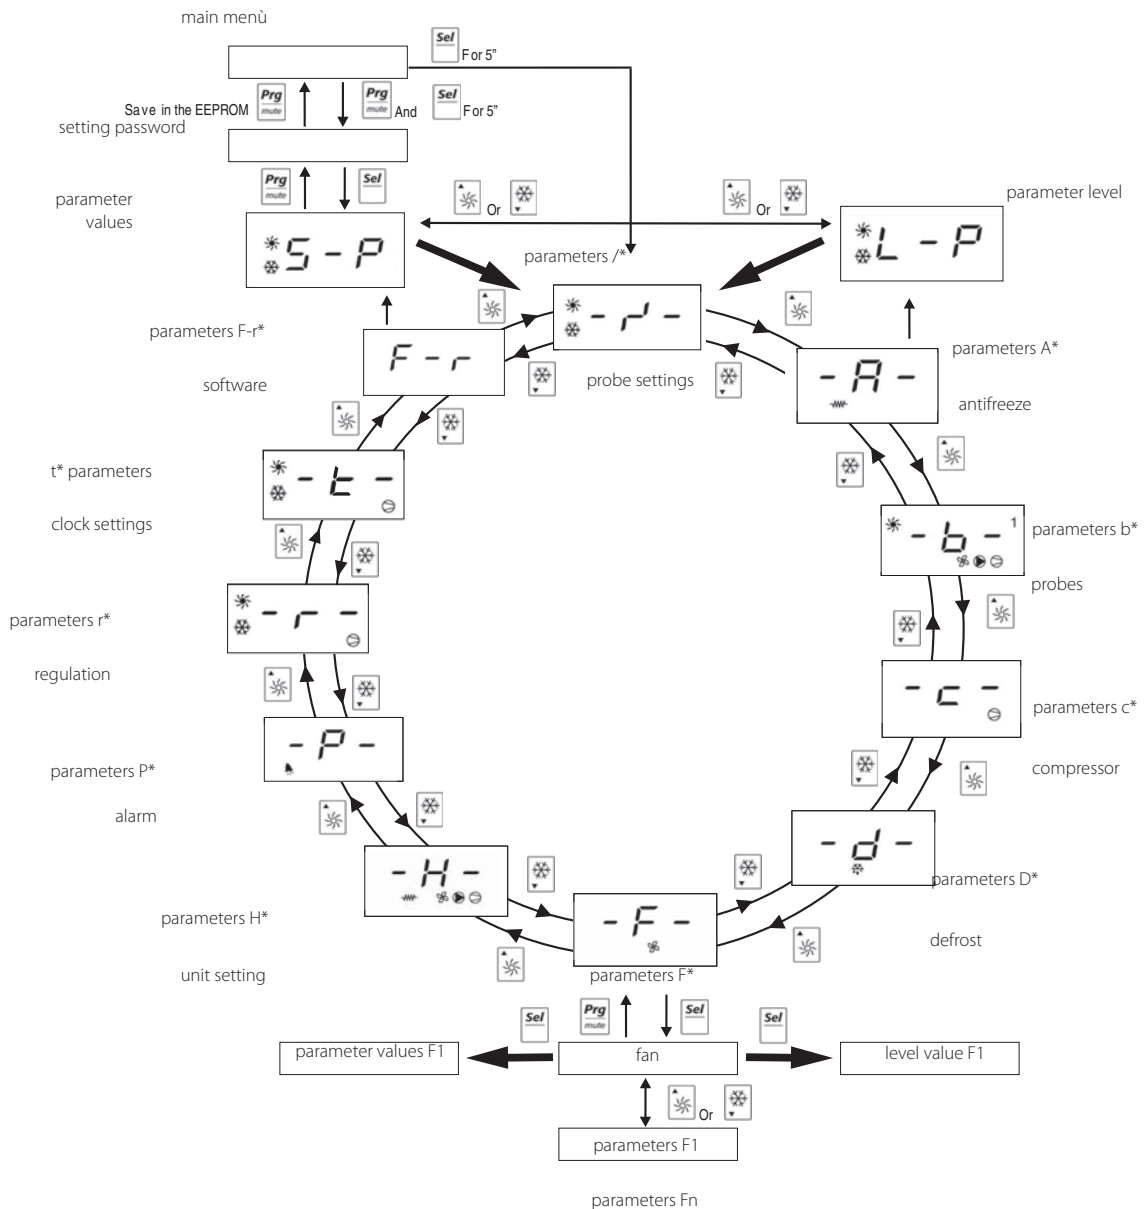 main menù
Sel
For 5"
Save in the EEPROM
Prg
mute
Prg
mute
And
Sel
For 5"
setting password
Prg
mute
Sel
parameter
values
Or
Or
parameter level
S - P
L - P
parameters /*
parameters F-r*
F - r
- / -
probe settings
parameters A*
- A -
software
antifreeze
t* parameters
- t -
clock settings
- b -
1
parameters b*
probes
parameters r*
- r -
regulation
- c -
parameters c*
compressor
- P -
parameters P*
alarm
- d -
parameters D*
defrost
- H -
parameters H*
unit setting
- F -
parameters F*
Sel
Prg
mute
Sel
Sel
parameter values F1
fan
level value F1
Or
parameters F1
parameters Fn